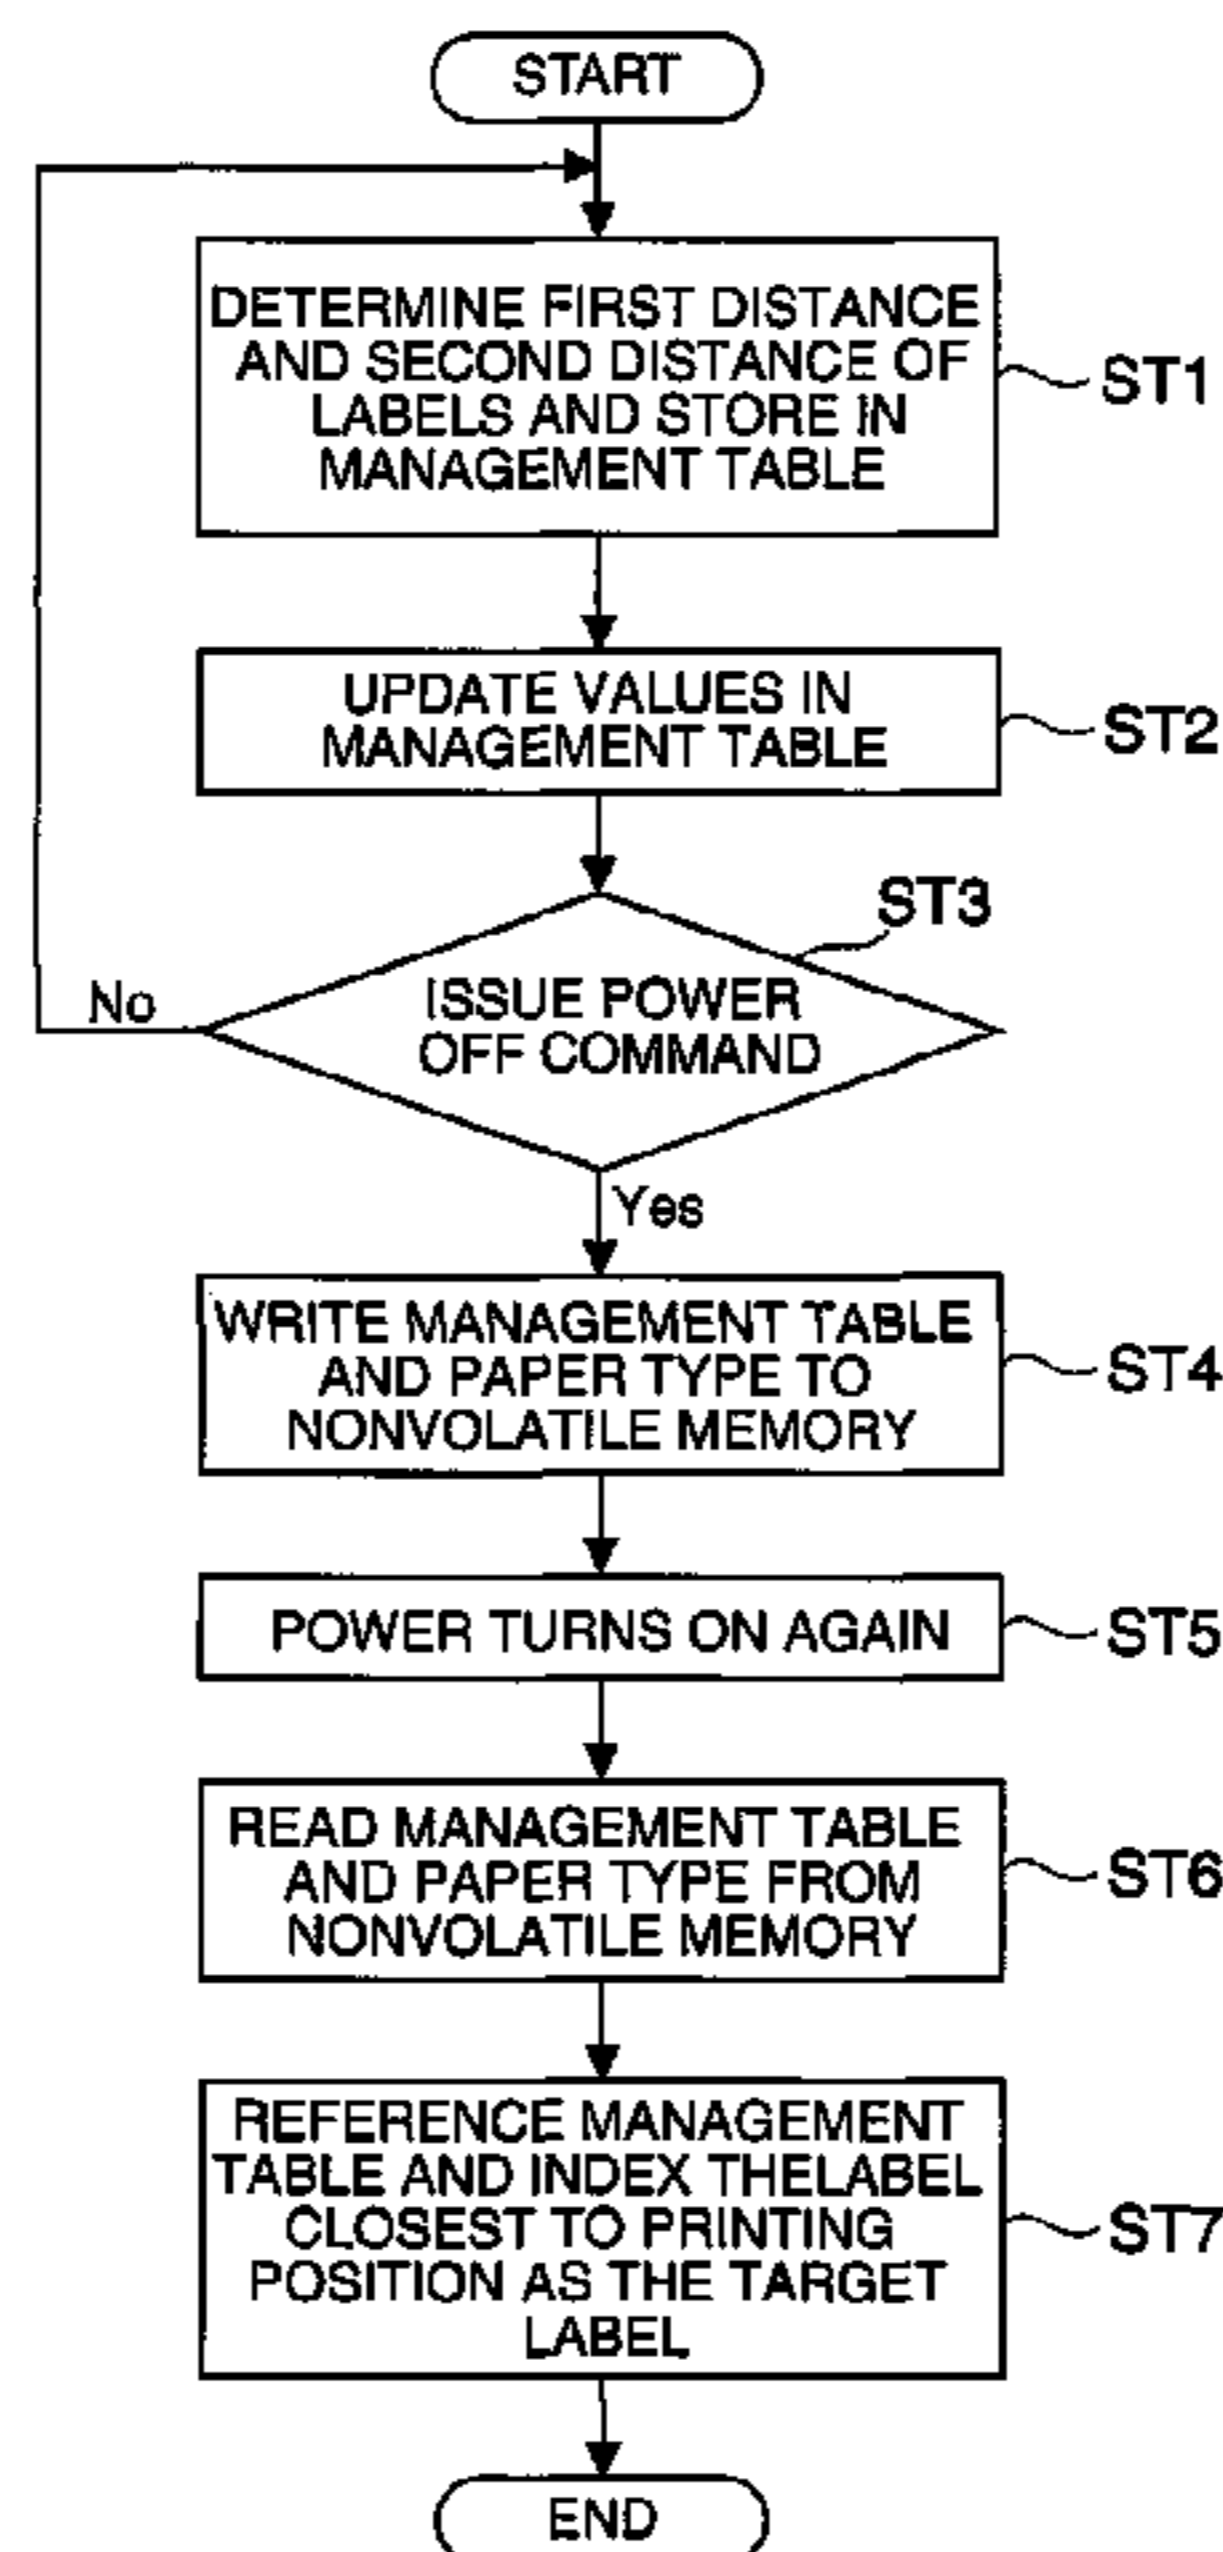 START
DETERMINE FIRST DISTANCE
AND SECOND DISTANCE OF
LABELS AND STORE IN
MANAGEMENT TABLE
ST1
UPDATE VALUES IN
MANAGEMENT TABLE
ST2
ST3
ISSUE POWER
OFF COMMAND
No
Yes
WRITE MANAGEMENT TABLE
AND PAPER TYPE TO
NONVOLATILE MEMORY
ST4
POWER TURNS ON AGAIN
ST5
READ MANAGEMENT TABLE
AND PAPER TYPE FROM
NONVOLATILE MEMORY
ST6
REFERENCE MANAGEMENT
TABLE AND INDEX THELABEL
CLOSEST TO PRINTING
POSITION AS THE TARGET
LABEL
ST7
END